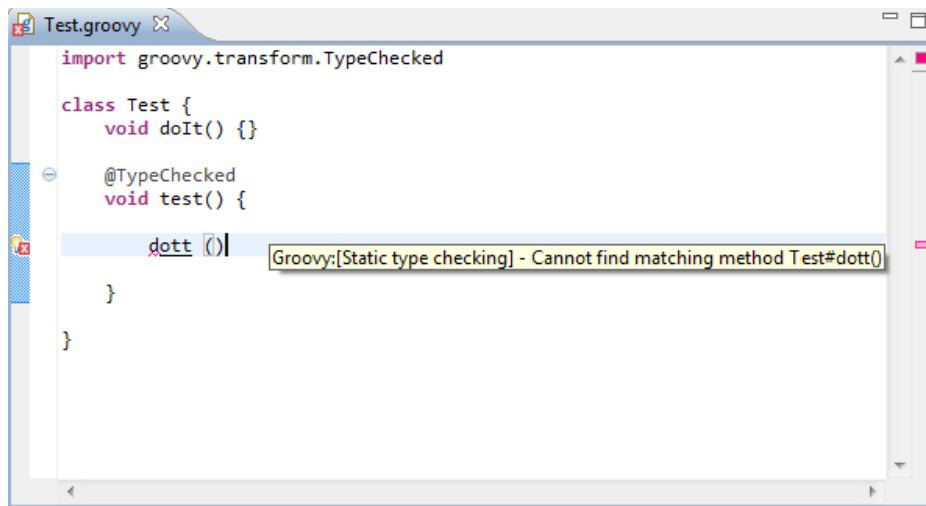 Test.groovy
import groovy.transform.TypeChecked
class Test {
void doIt() {}
@TypeChecked
void test() {
dott ()
Groovy:[Static type checking] - Cannot find matching method Test#dott()
}
}